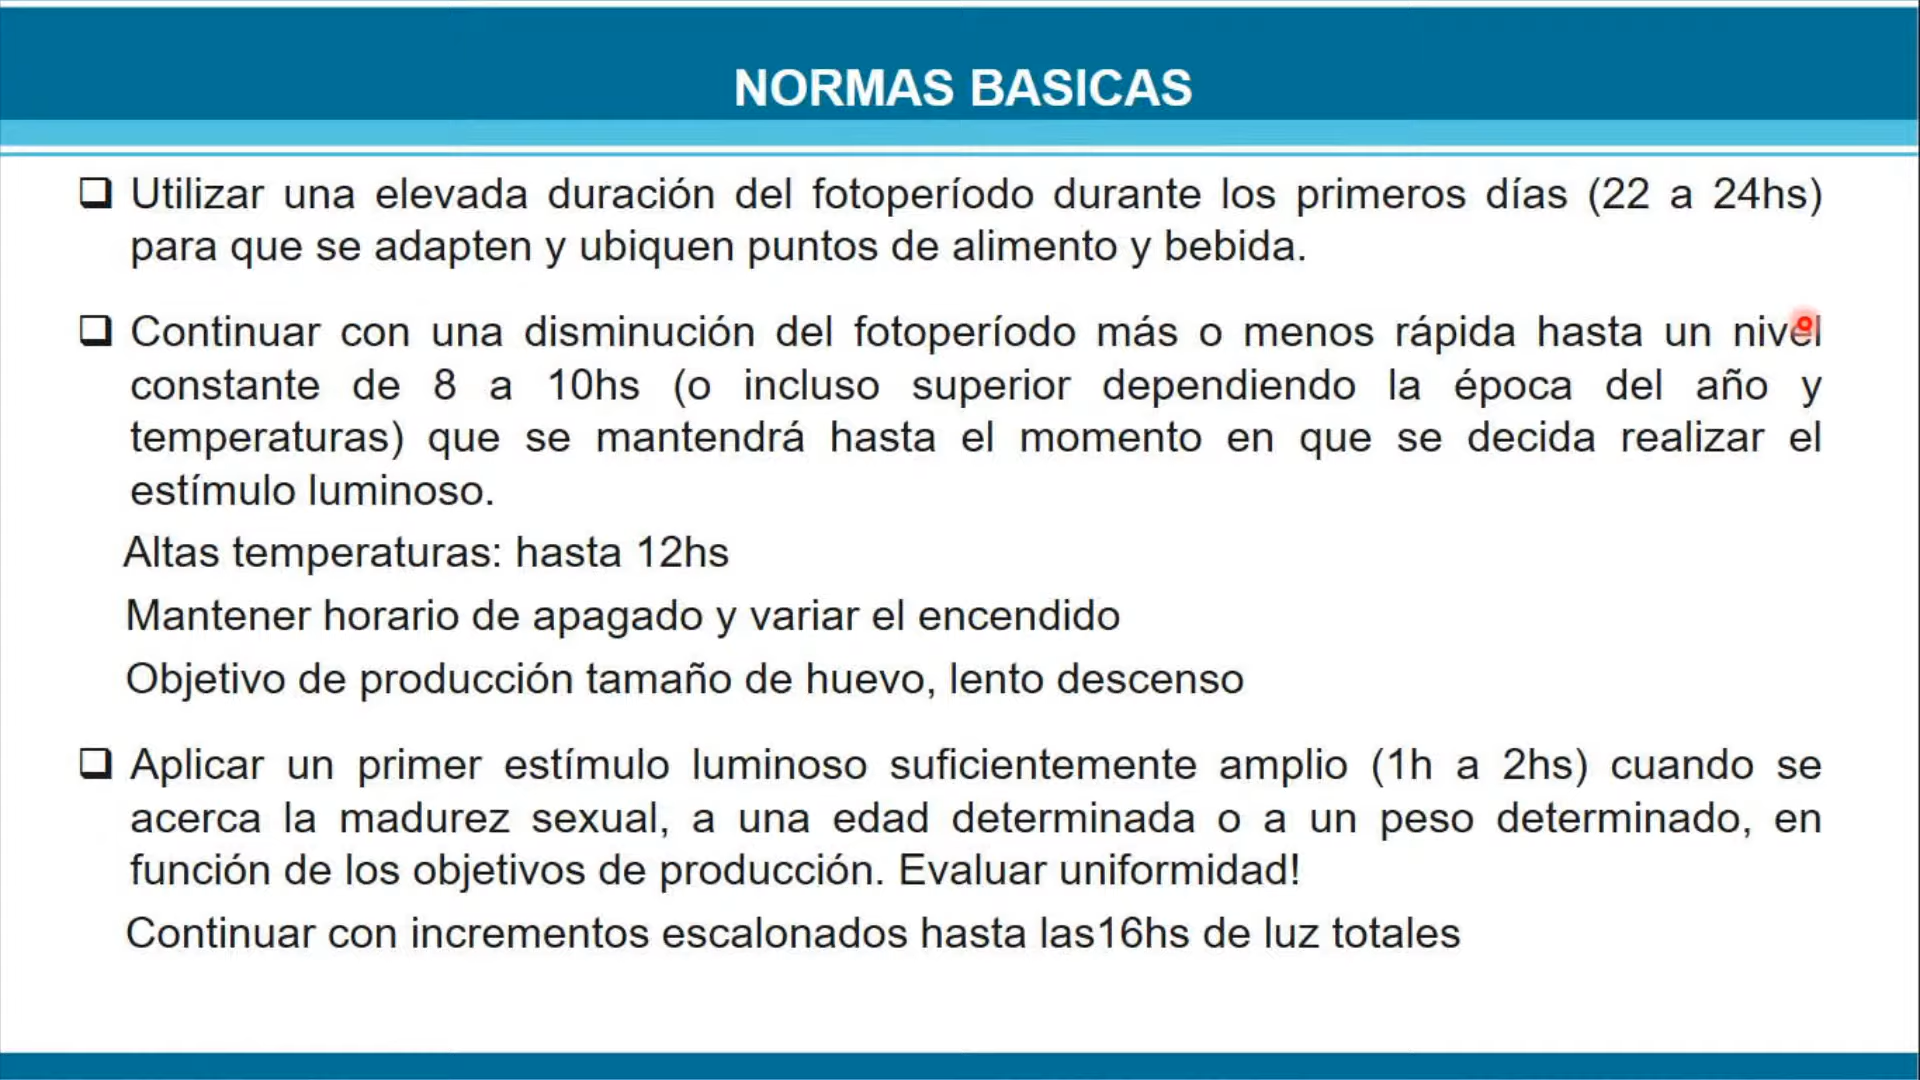 NORMAS BASICAS
Utilizar una elevada duración del fotoperíodo durante los primeros días (22 a 24hs)
para que se adapten y ubiquen puntos de alimento y bebida.
Continuar con una disminución del fotoperíodo más o menos rápida hasta un nivel
constante de 8 a 10hs (o incluso superior dependiendo la época del año y
temperaturas) que se mantendrá hasta el momento en que se decida realizar el
estímulo luminoso.
Altas temperaturas: hasta 12hs
Mantener horario de apagado y variar el encendido
Objetivo de producción tamaño de huevo, lento descenso
Aplicar un primer estímulo luminoso suficientemente amplio (1h a 2hs) cuando se
acerca la madurez sexual, a una edad determinada o a un peso determinado, en
función de los objetivos de producción. Evaluar uniformidad!
Continuar con incrementos escalonados hasta las16hs de luz totales